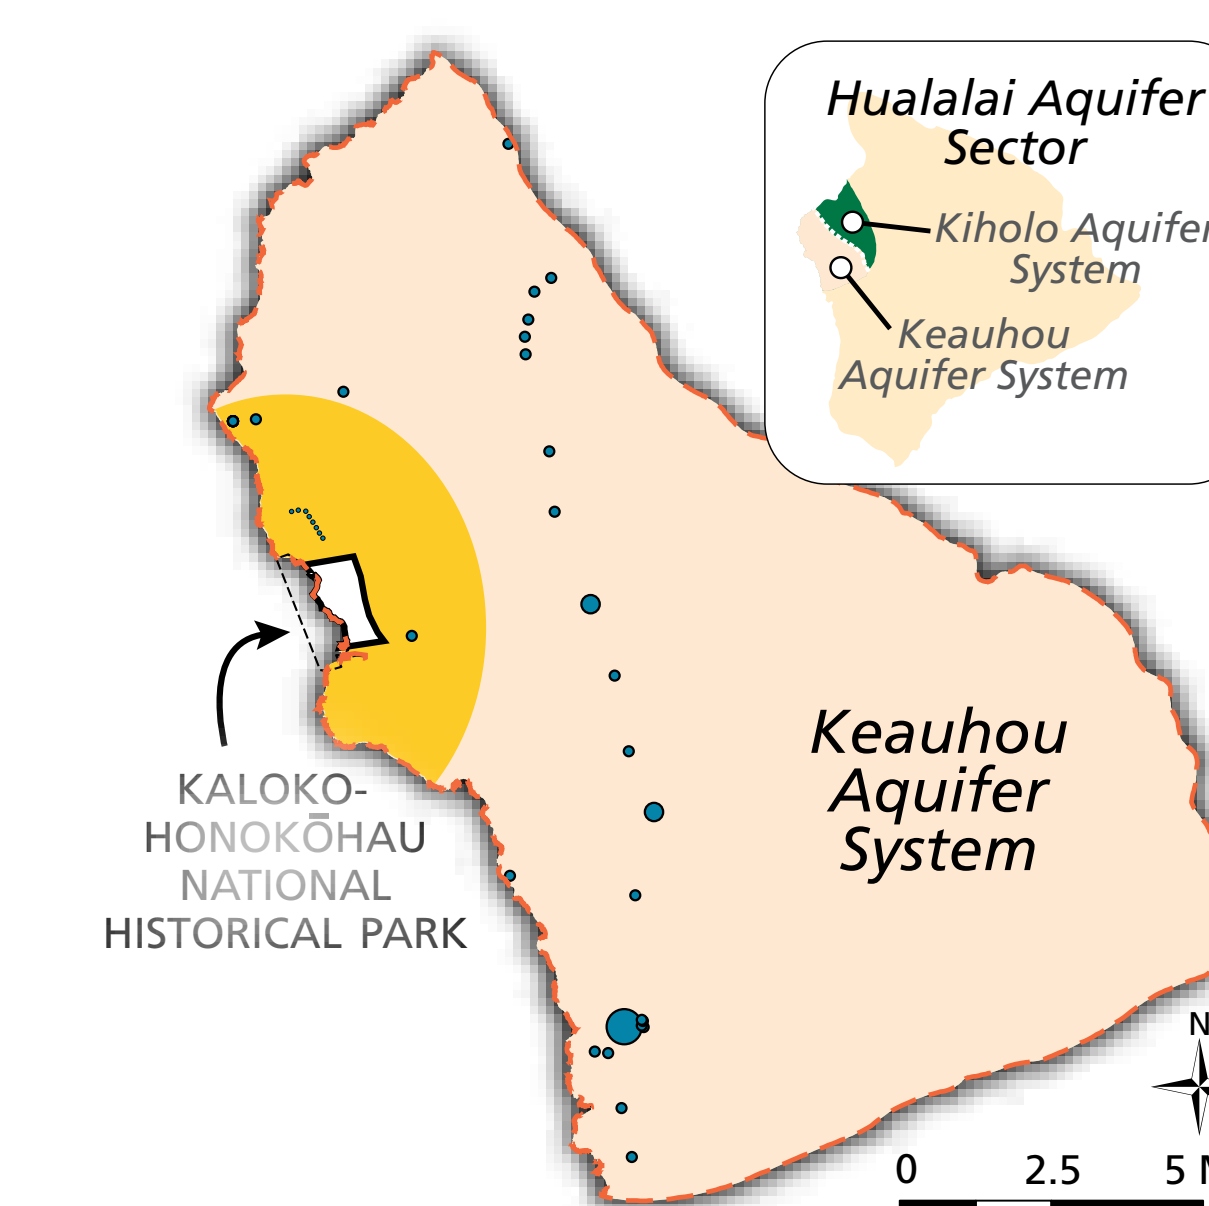 Hualalai Aquifer
Sector
Kiholo Aquifer
System
Keauhou
Aquifer System
Keauhou
Aquifer
System
KALOKO-
HONOKŌHAU
NATIONAL
HISTORICAL PARK
N
0 2.5 5 M